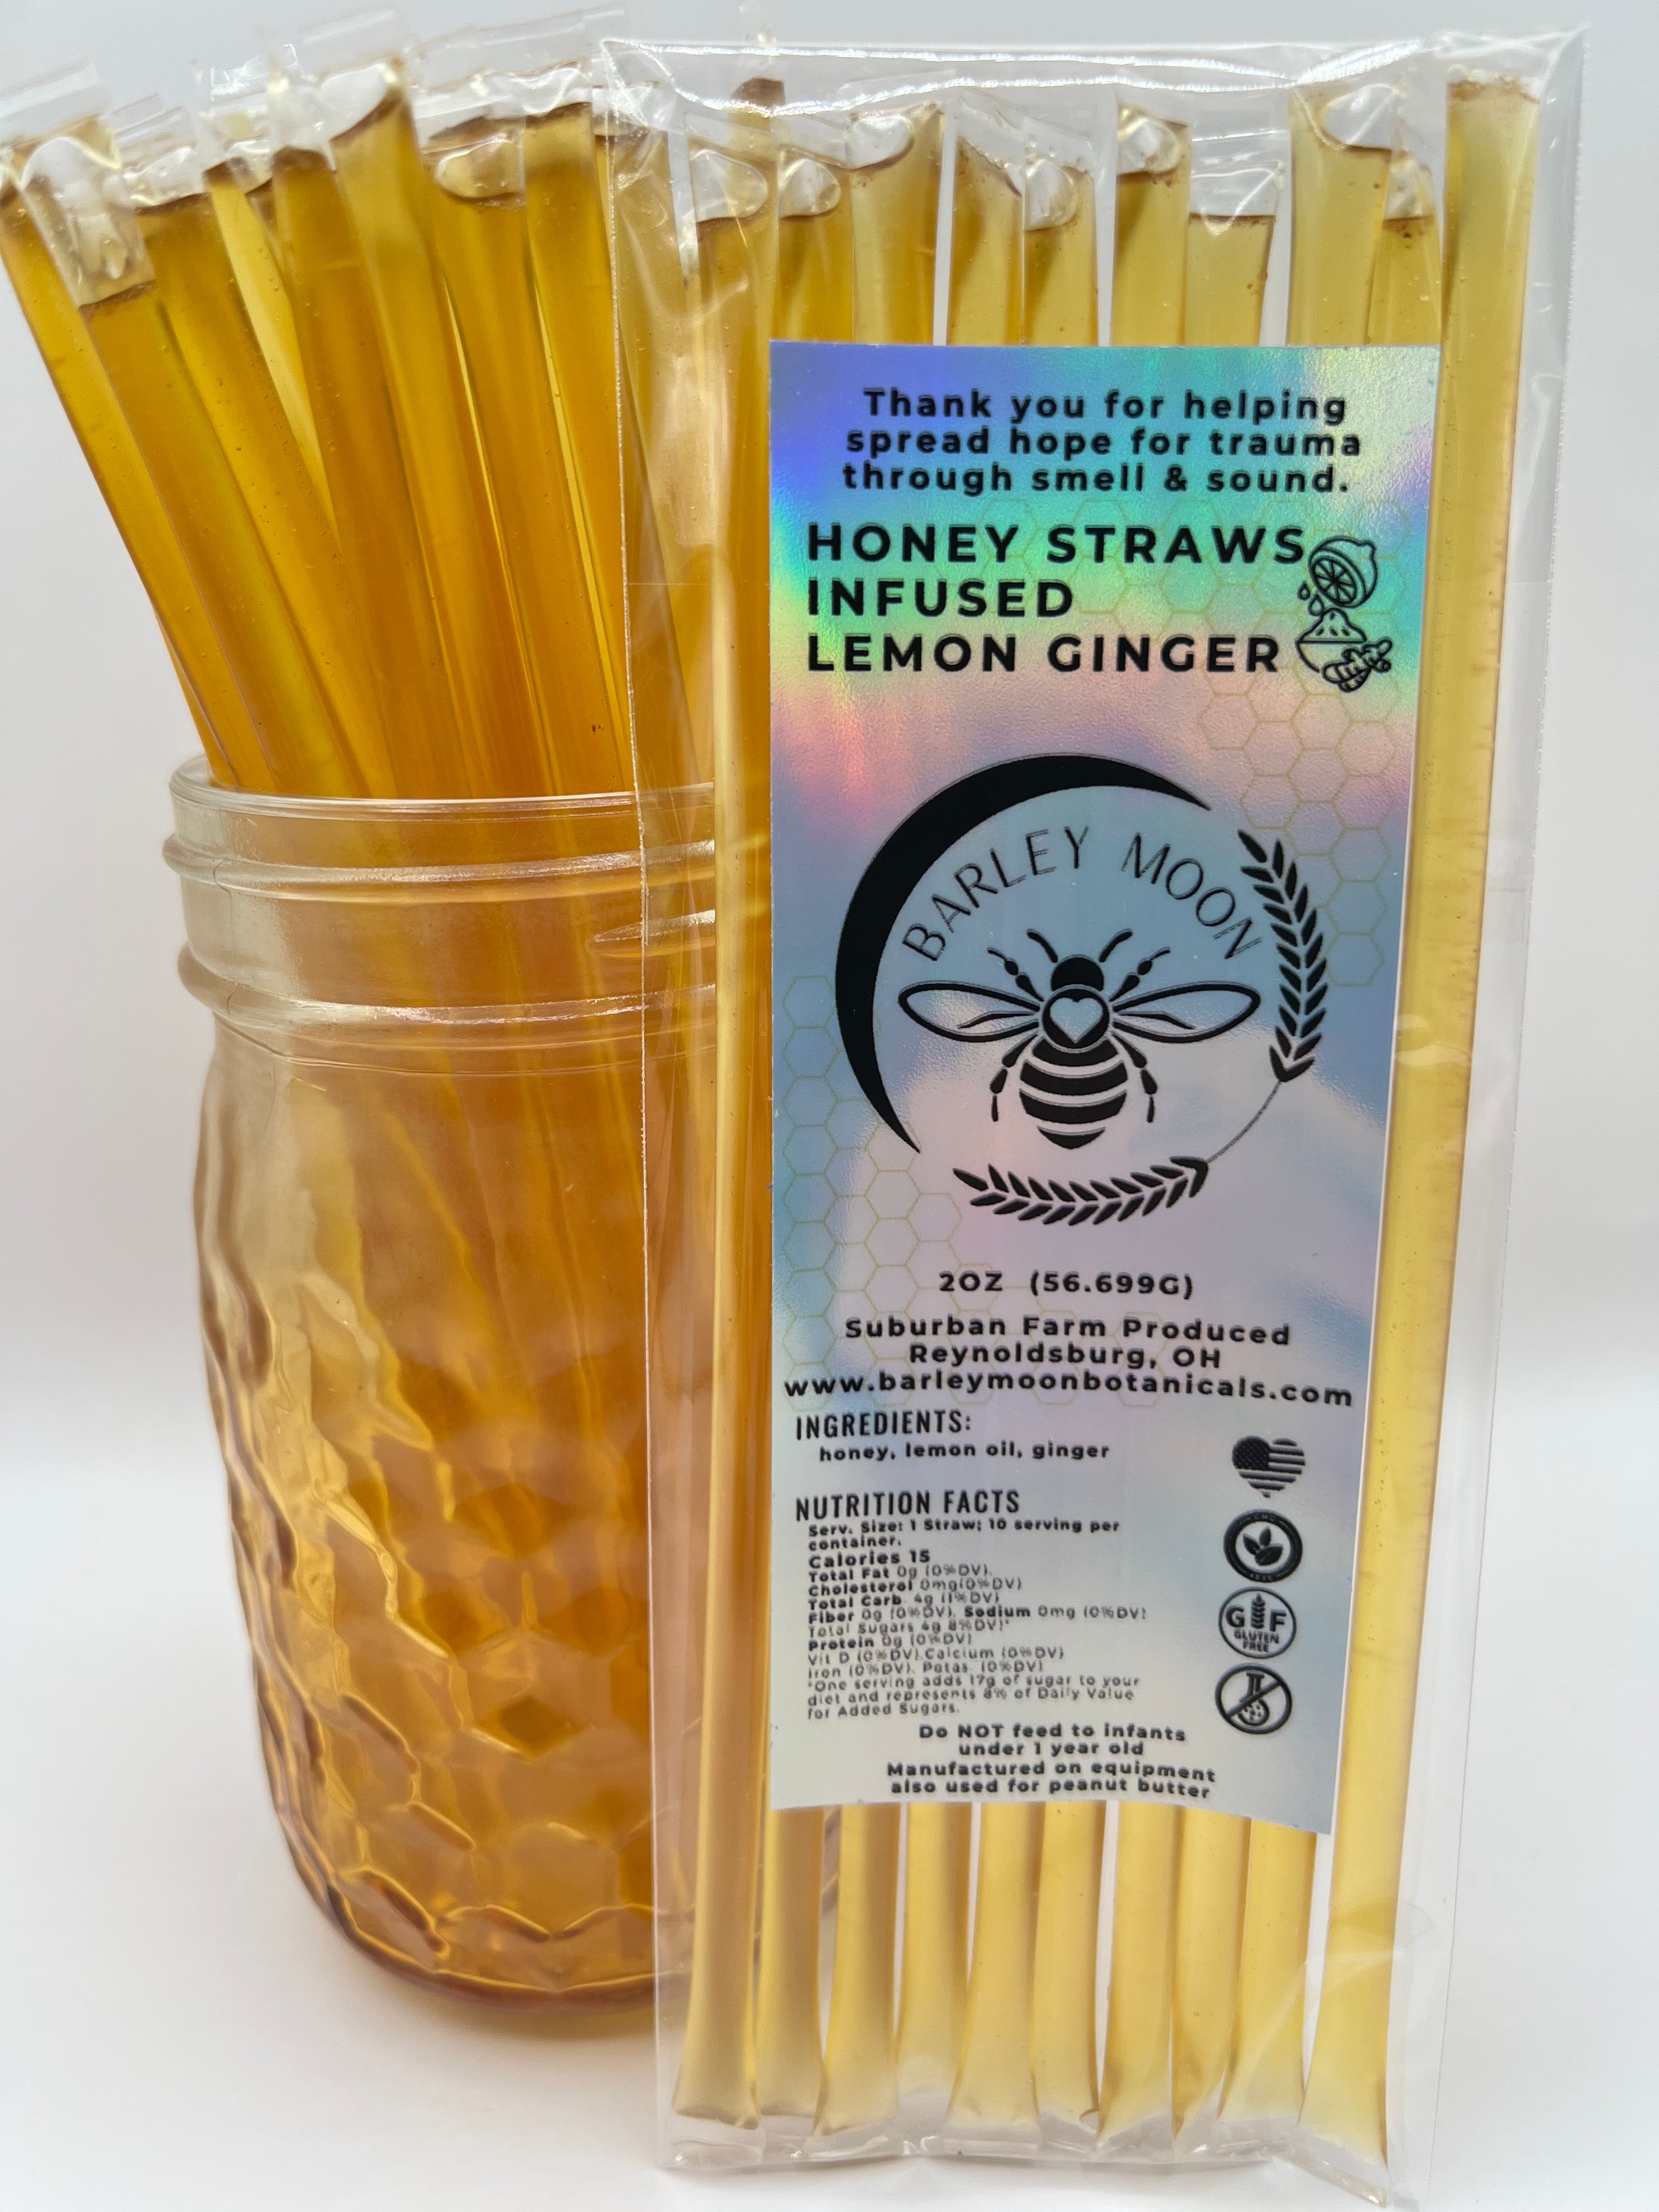 Thank you for helping
spread hope for trauma
through smell & sound.
HONEY STRAWS
INFUSED
LEMON GINGER
BARLEY MOON
2OZ (56.699G)
Suburban Farm Produced
Reynoldsburg, OH
www.barleymoonbotanicals.com
INGREDIENTS:
honey, lemon oil, ginger
NUTRITION FACTS
Serv. Size: 1 Straw; 10 serving per
container.
Calories 15
Total Fat 0g (0%DV).
Cholesterol 0mg(0%DV)
Total Carb 4g (1%DV)
Fiber 0g (0%DV), Sodium 0mg (0%DV)
Total Sugars 4g 8%DV)*
Protein 0g (0%DV)
Vit D (0%DV) Calcium (0%DV)
Iron (0%DV). Potas. (0%DV)
*One serving adds 17g of sugar to your
diet and represents 8% of Daily Value
for Added Sugars.
GF
GLUTEN
FREE
Do NOT feed to infants
under 1 year old
Manufactured on equipment
also used for peanut butter